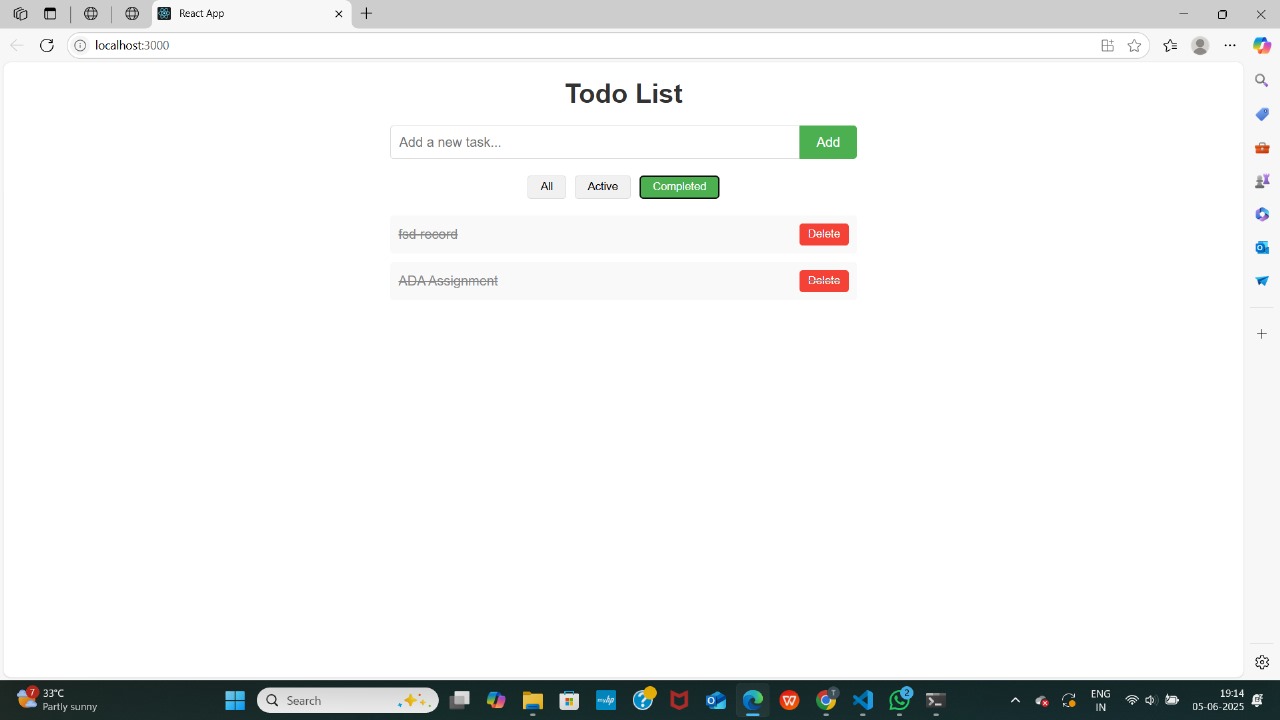 React App
localhost:3000
Todo List
Add a new task... Add
All Active Completed
fsd record Delete
ADA Assignment Delete
7 33°C
Partly sunny
Search
myhp
T
2
ENG
IN
19:14
05-06-2025